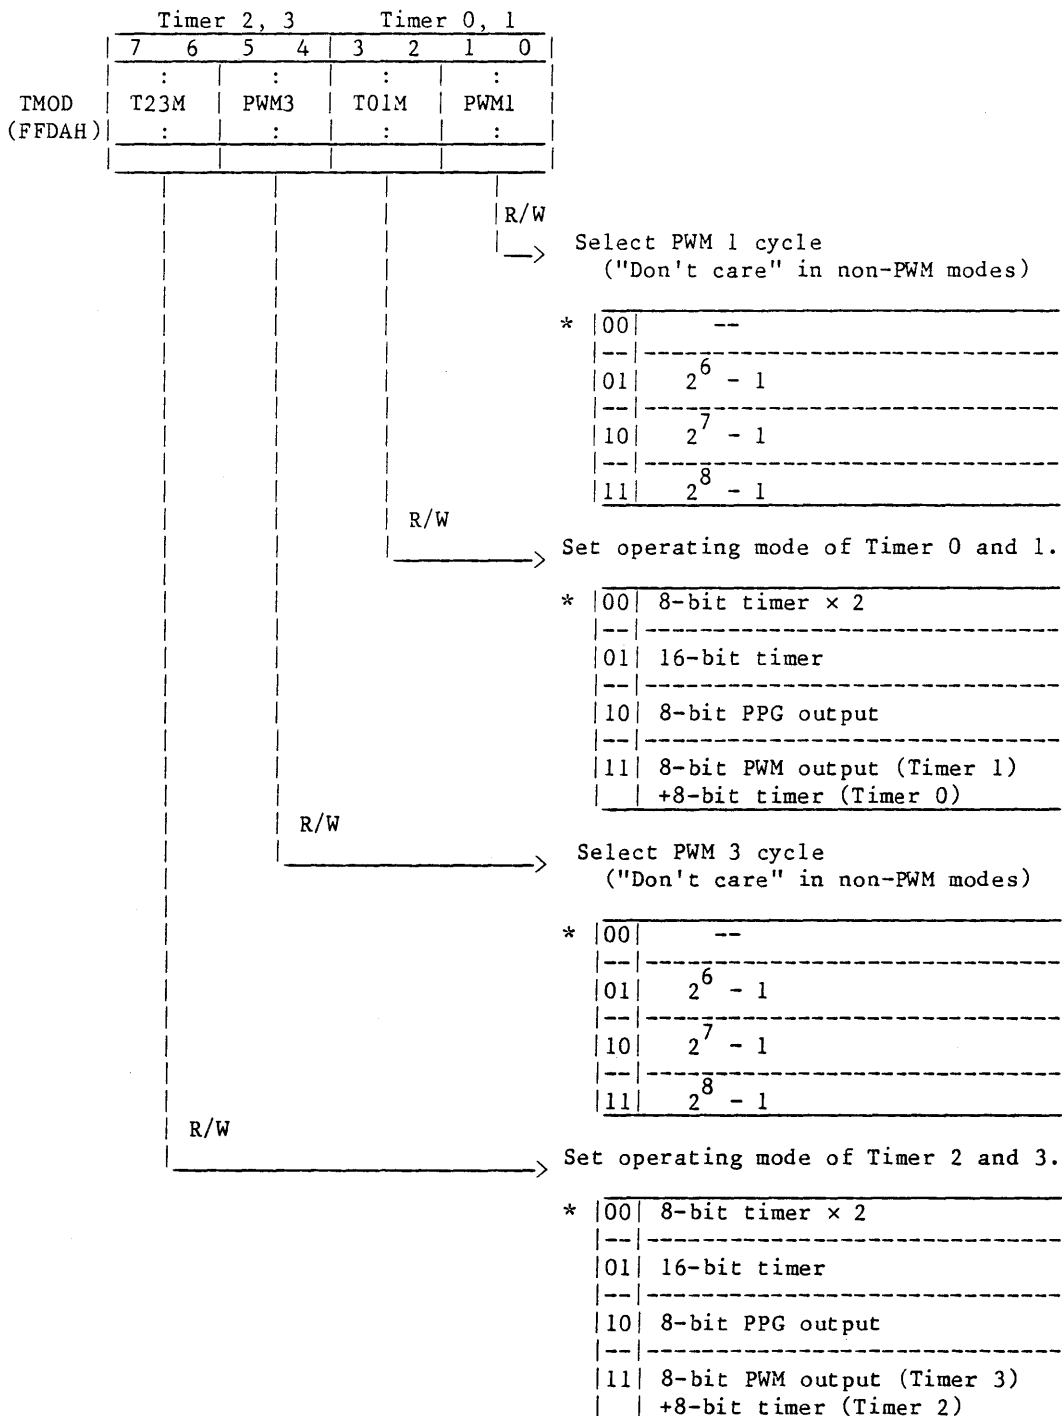 Timer 2, 3 Timer 0, 1
7 6 5 4 3 2 1 0
TMOD T23M PWM3 T01M PWM1
(FFDAH)
R/W
Select PWM 1 cycle
("Don't care" in non-PWM modes)
* |00| --
|01| 2^6 - 1
|10| 2^7 - 1
|11| 2^8 - 1
R/W
Set operating mode of Timer 0 and 1.
* |00| 8-bit timer × 2
|01| 16-bit timer
|10| 8-bit PPG output
|11| 8-bit PWM output (Timer 1)
+8-bit timer (Timer 0)
R/W
Select PWM 3 cycle
("Don't care" in non-PWM modes)
* |00| --
|01| 2^6 - 1
|10| 2^7 - 1
|11| 2^8 - 1
R/W
Set operating mode of Timer 2 and 3.
* |00| 8-bit timer × 2
|01| 16-bit timer
|10| 8-bit PPG output
|11| 8-bit PWM output (Timer 3)
+8-bit timer (Timer 2)